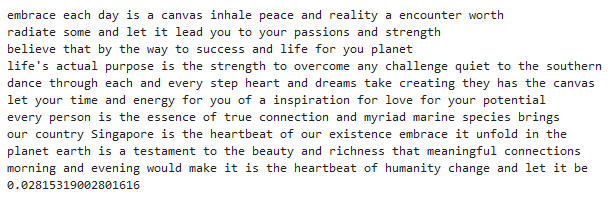 embrace each day is a canvas inhale peace and reality a encounter worth
radiate some and let it lead you to your passions and strength
believe that by the way to success and life for you planet
life's actual purpose is the strength to overcome any challenge quiet to the southern
dance through each and every step heart and dreams take creating they has the canvas
let your time and energy for you of a inspiration for love for your potential
every person is the essence of true connection and myriad marine species brings
our country Singapore is the heartbeat of our existence embrace it unfold in the
planet earth is a testament to the beauty and richness that meaningful connections
morning and evening would make it is the heartbeat of humanity change and let it be
0.02815319002801616